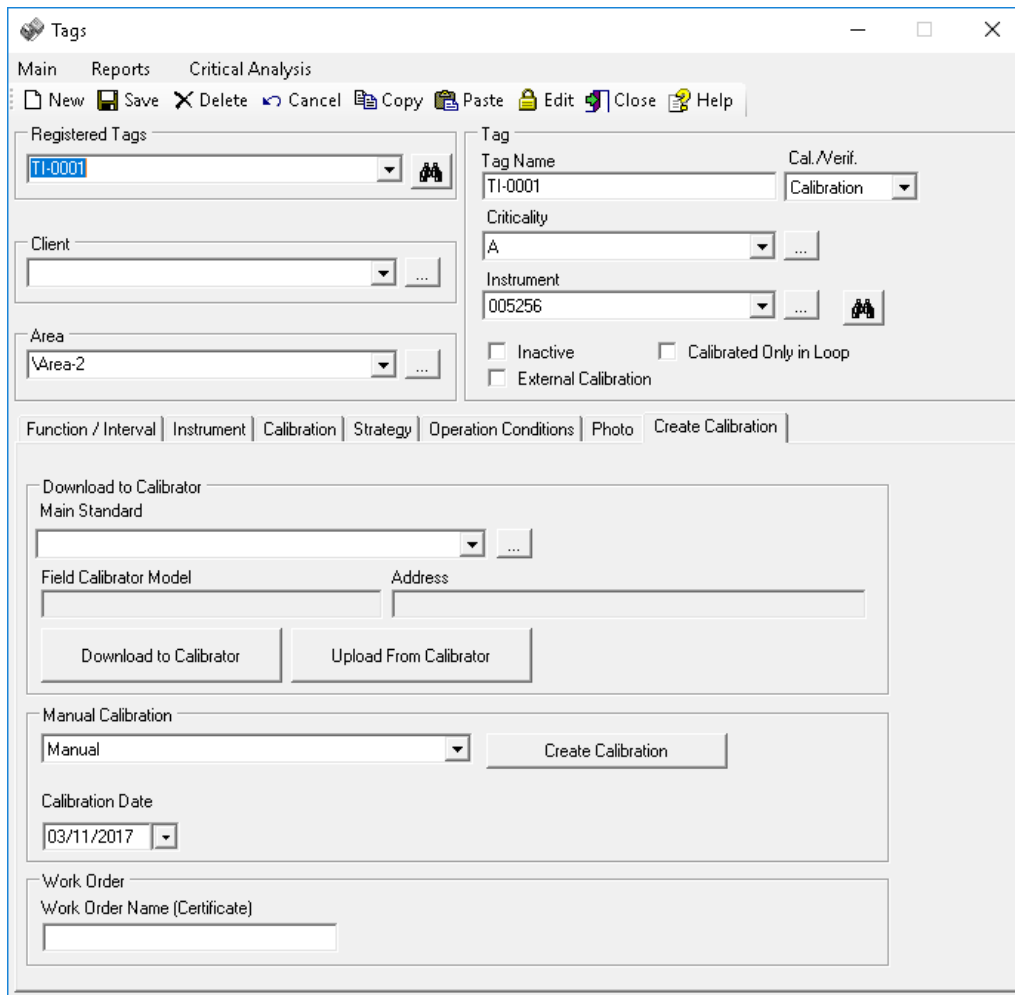 Tags
Main Reports Critical Analysis
New Save Delete Cancel Copy Paste Edit Close Help
Registered Tags
TI-0001
Client
...
Area
\Area-2
...
Tag
Tag Name Cal./Verif.
TI-0001 Calibration
Criticality
A ...
Instrument
005256 ...
Inactive Calibrated Only in Loop
External Calibration
Function / Interval Instrument Calibration Strategy Operation Conditions Photo Create Calibration
Download to Calibrator
Main Standard
...
Field Calibrator Model Address
Download to Calibrator Upload From Calibrator
Manual Calibration
Manual Create Calibration
Calibration Date
03/11/2017
Work Order
Work Order Name (Certificate)